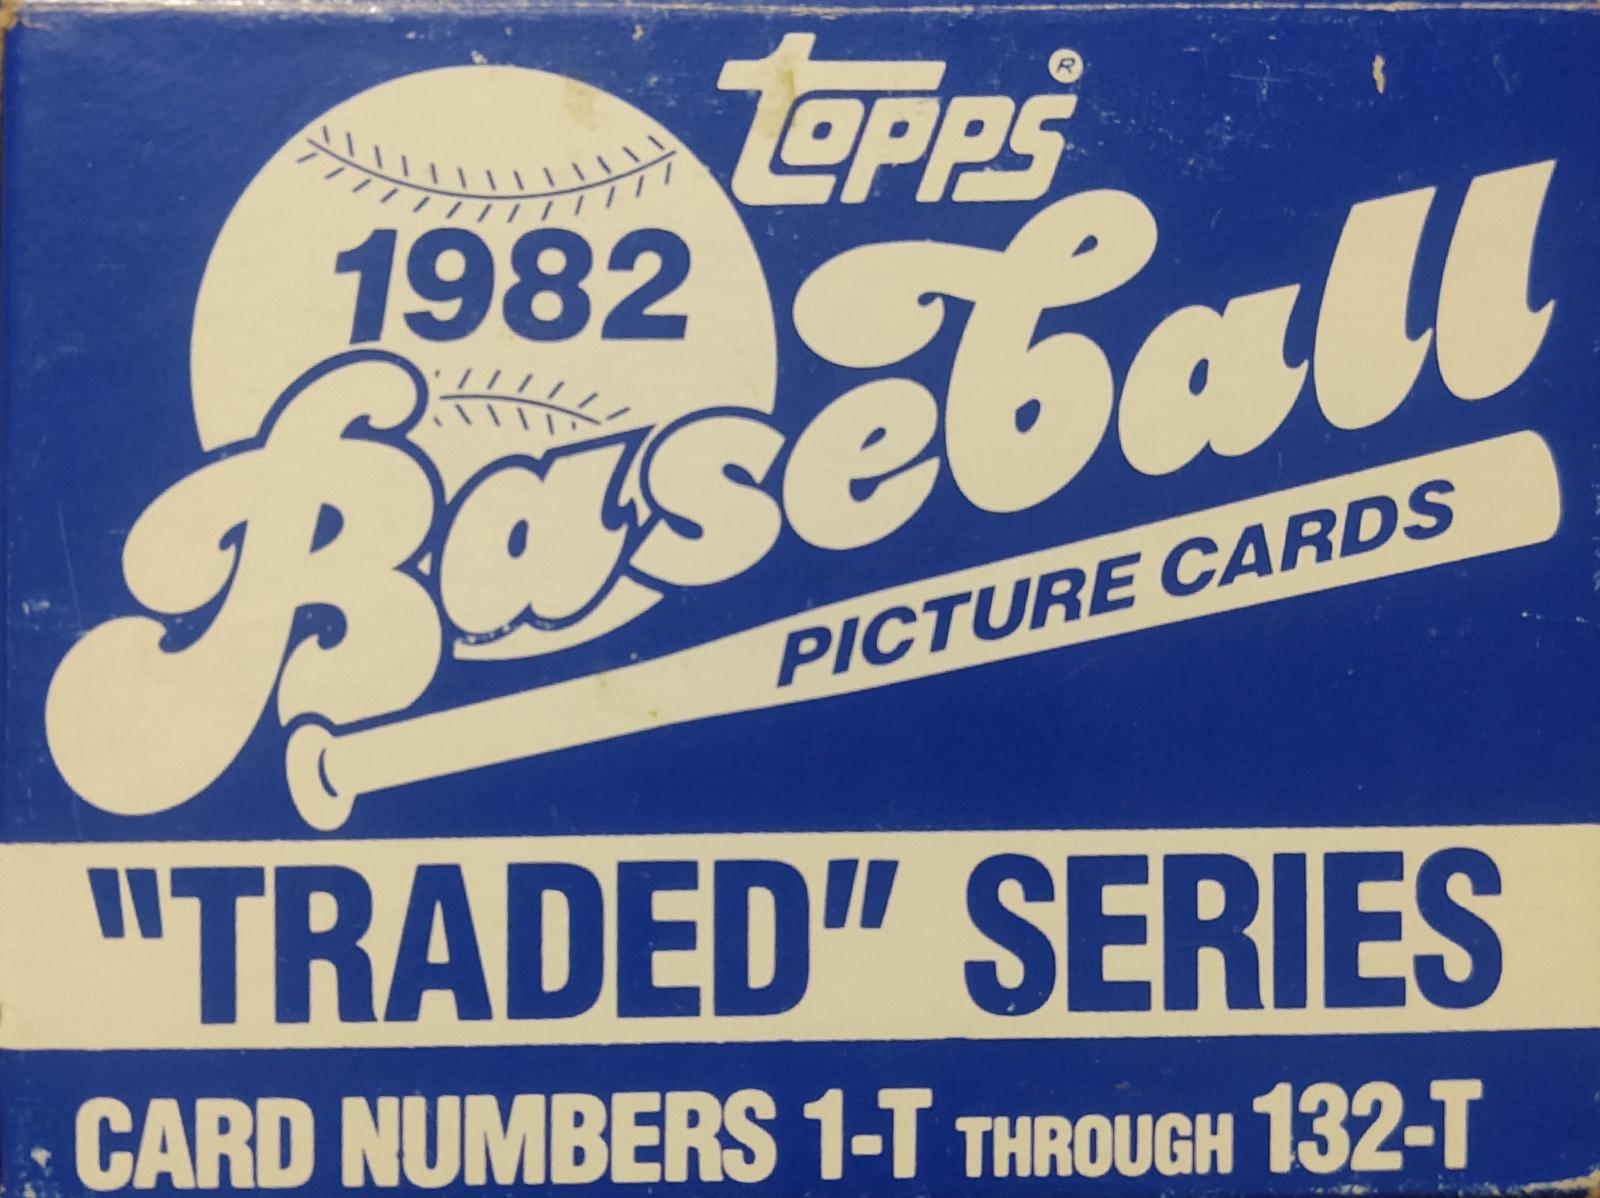 Topps®
1982
Baseball
PICTURE CARDS
"TRADED" SERIES
CARD NUMBERS 1-T THROUGH 132-T